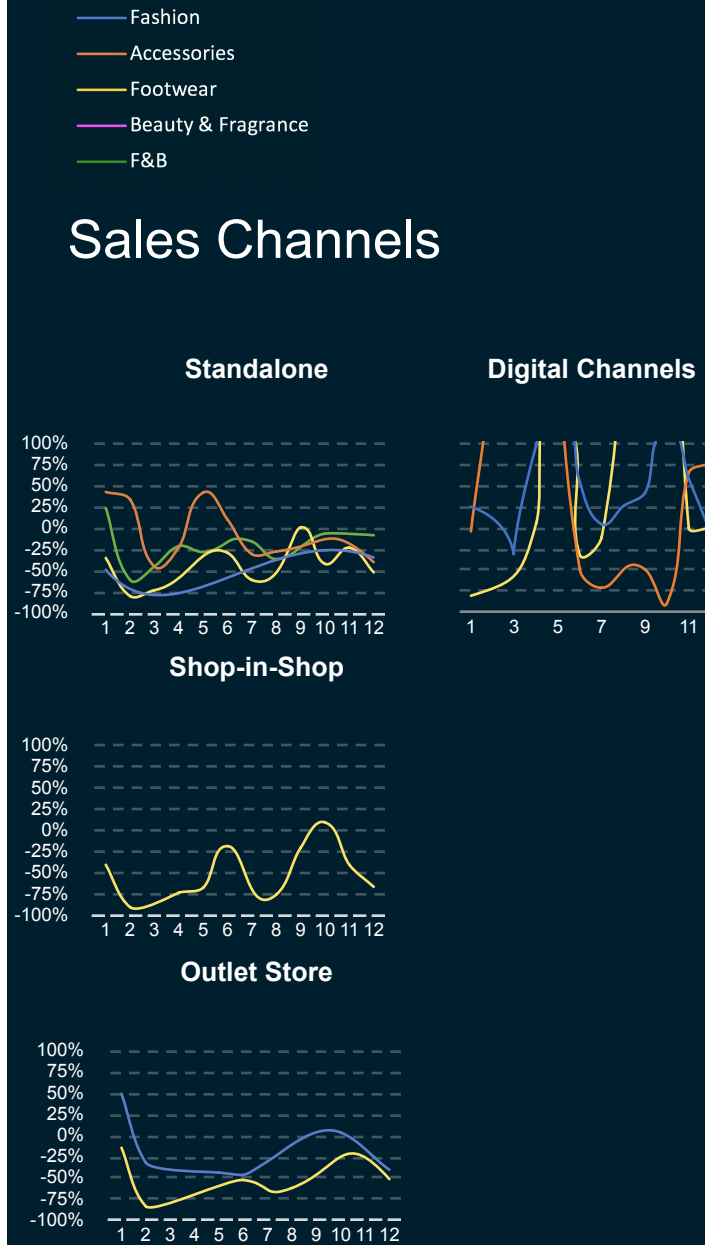 Fashion
Accessories
Footwear
Beauty & Fragrance
F&B
Sales Channels
Standalone
100%
75%
50%
25%
0%
-25%
-50%
-75%
-100%
1 2 3 4 5 6 7 8 9 10 11 12
Digital Channels
1 3 5 7 9 11
Shop-in-Shop
100%
75%
50%
25%
0%
-25%
-50%
-75%
-100%
1 2 3 4 5 6 7 8 9 10 11 12
Outlet Store
100%
75%
50%
25%
0%
-25%
-50%
-75%
-100%
1 2 3 4 5 6 7 8 9 10 11 12